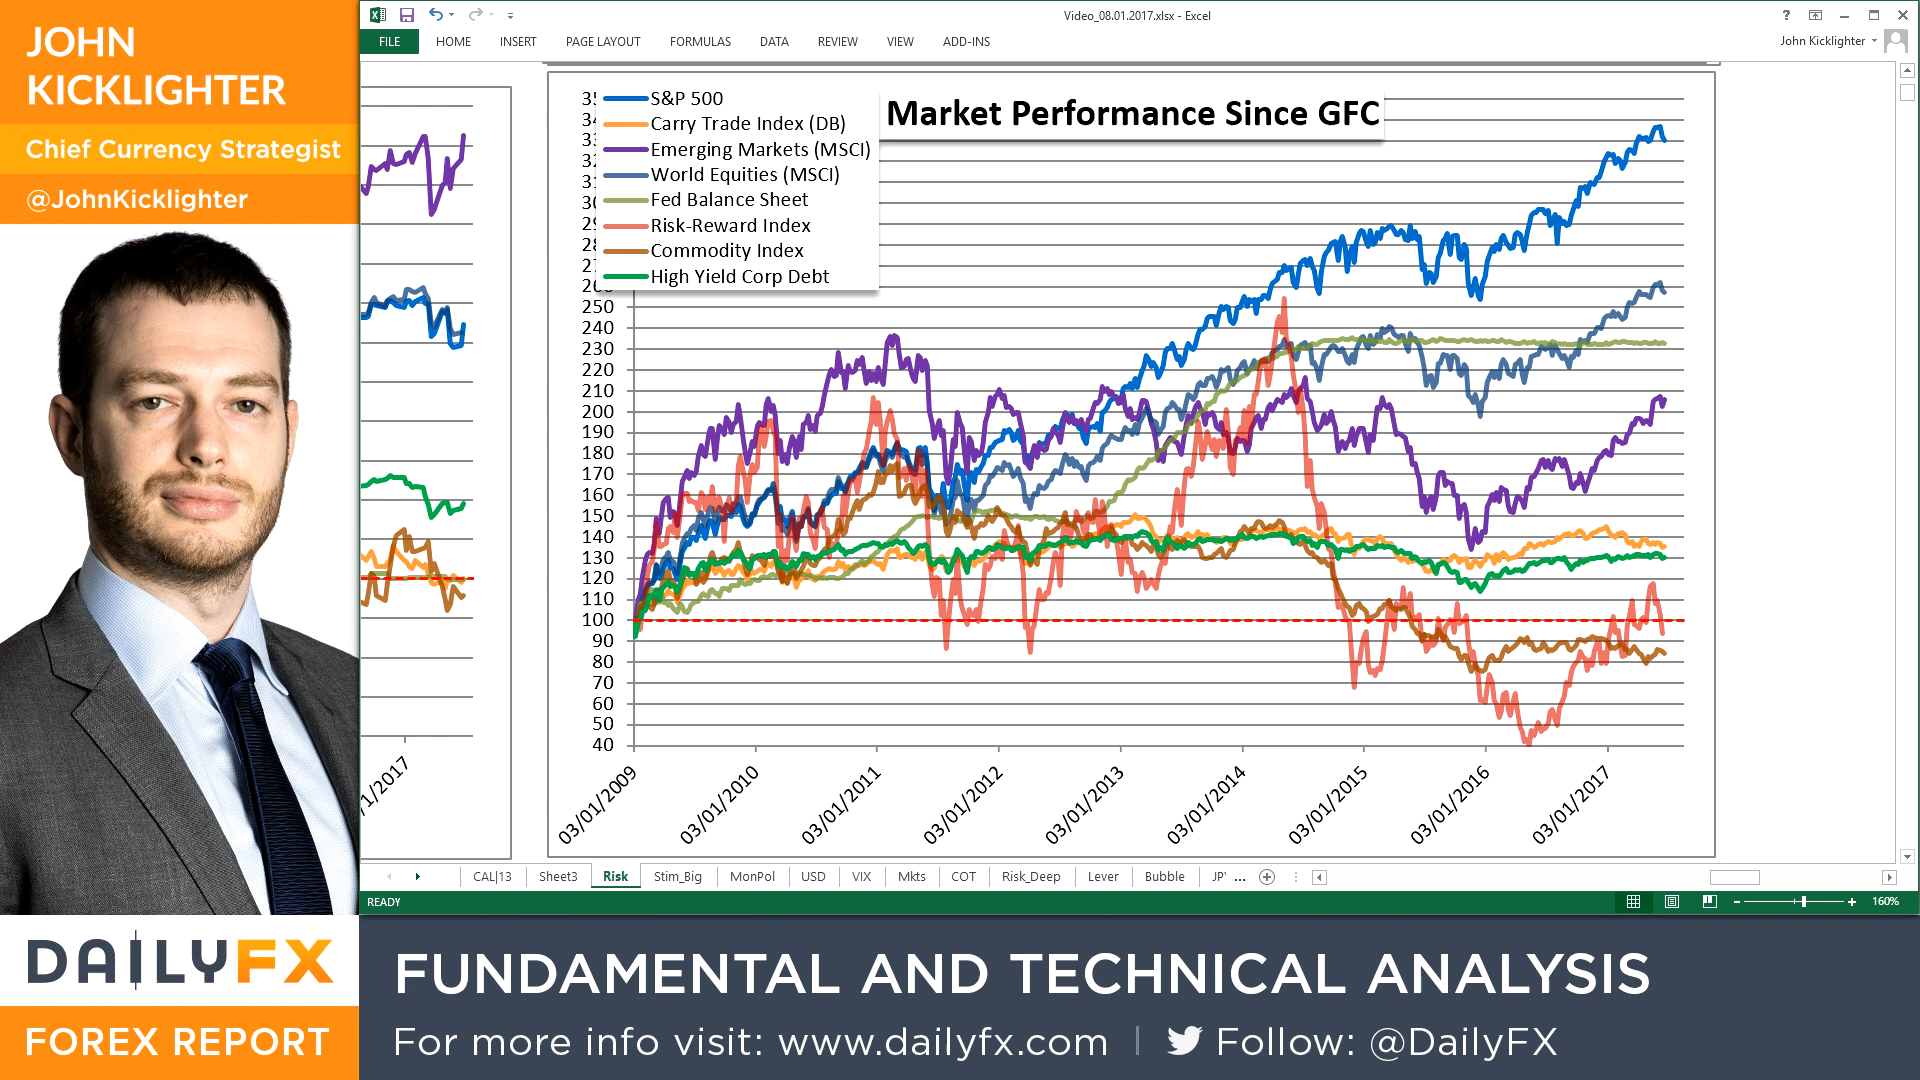 JOHN
KICKLIGHTER
Chief Currency Strategist
@JohnKicklighter
Video_08.01.2017.xlsx - Excel
?
FILE HOME INSERT PAGE LAYOUT FORMULAS DATA REVIEW VIEW ADD-INS
John Kicklighter
Market Performance Since GFC
S&P 500
Carry Trade Index (DB)
Emerging Markets (MSCI)
World Equities (MSCI)
Fed Balance Sheet
Risk-Reward Index
Commodity Index
High Yield Corp Debt
250
240
230
220
210
200
190
180
170
160
150
140
130
120
110
100
90
80
70
60
50
40
/1/2017
03/01/2009 03/01/2010 03/01/2011 03/01/2012 03/01/2013 03/01/2014 03/01/2015 03/01/2016 03/01/2017
CAL|13 Sheet3 Risk Stim_Big MonPol USD VIX Mkts COT Risk_Deep Lever Bubble JP' ...
READY
160%
DAILYFX
FOREX REPORT
FUNDAMENTAL AND TECHNICAL ANALYSIS
For more info visit: www.dailyfx.com | Follow: @DailyFX